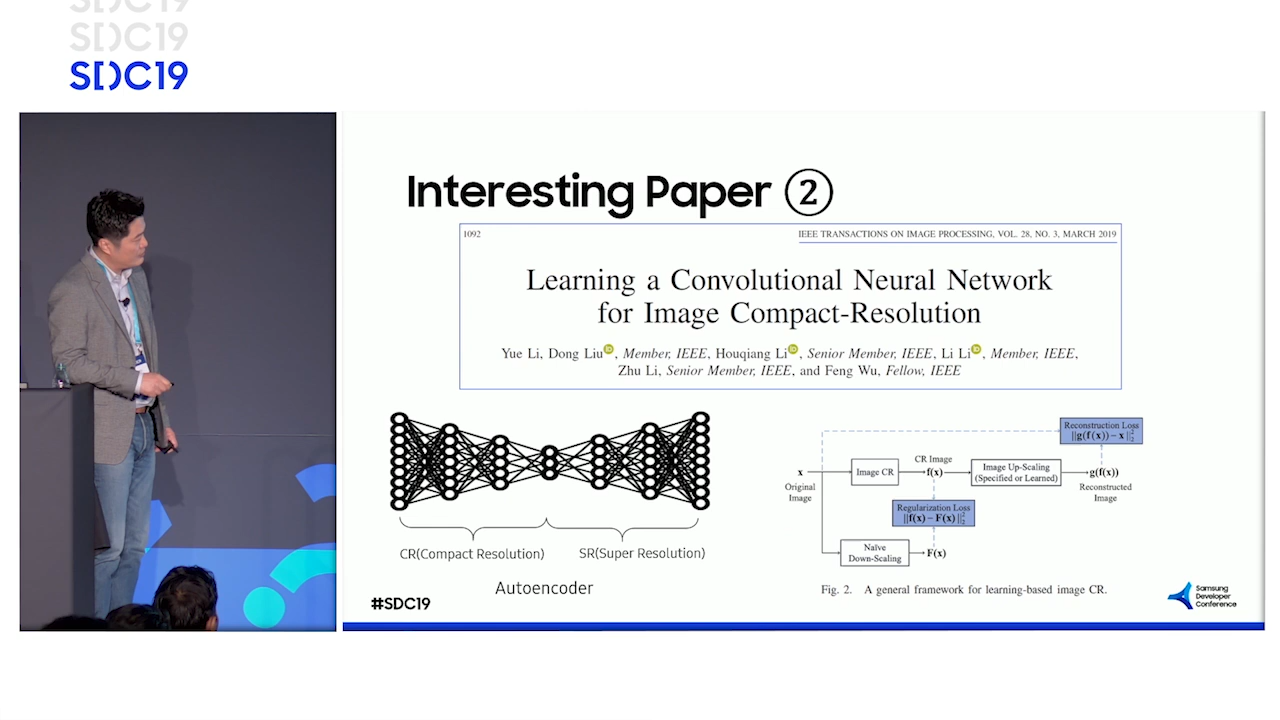 SDC19
SDC19
SDC19
Interesting Paper ②
1092
IEEE TRANSACTIONS ON IMAGE PROCESSING, VOL. 28, NO. 3, MARCH 2019
Learning a Convolutional Neural Network
for Image Compact-Resolution
Yue Li, Dong Liu, Member, IEEE, Houqiang Li, Senior Member, IEEE, Li Li, Member, IEEE,
Zhu Li, Senior Member, IEEE, and Feng Wu, Fellow, IEEE
CR(Compact Resolution)
SR(Super Resolution)
Autoencoder
Reconstruction Loss
||g(f(x)) – x||²₂
x
Original
Image
Image CR
CR Image
f(x)
Image Up-Scaling
(Specified or Learned)
g(f(x))
Reconstructed
Image
Regularization Loss
||f(x) – F(x)||²₂
Naïve
Down-Scaling
F(x)
Fig. 2. A general framework for learning-based image CR.
#SDC19
Samsung
Developer
Conference